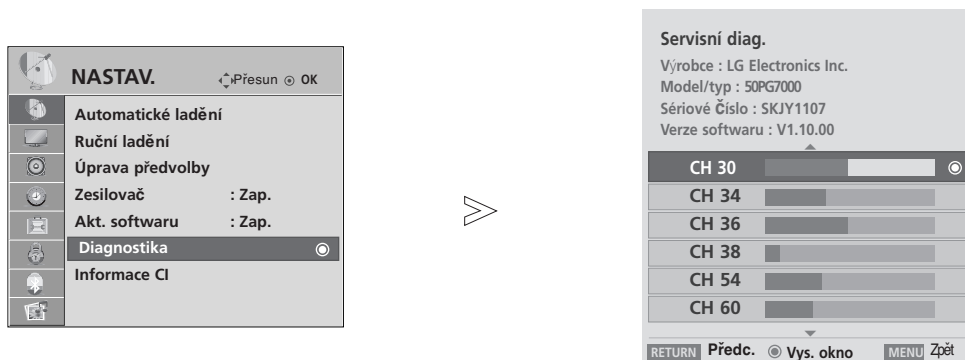 NASTAV.
Přesun OK
Automatické ladění
Ruční ladění
Úprava předvolby
Zesilovač : Zap.
Akt. softwaru : Zap.
Diagnostika
Informace CI
Servisní diag.
Výrobce : LG Electronics Inc.
Model/typ : 50PG7000
Sériové Číslo : SKJY1107
Verze softwaru : V1.10.00
CH 30
CH 34
CH 36
CH 38
CH 54
CH 60
RETURN Předc. Vys. okno MENU Zpět